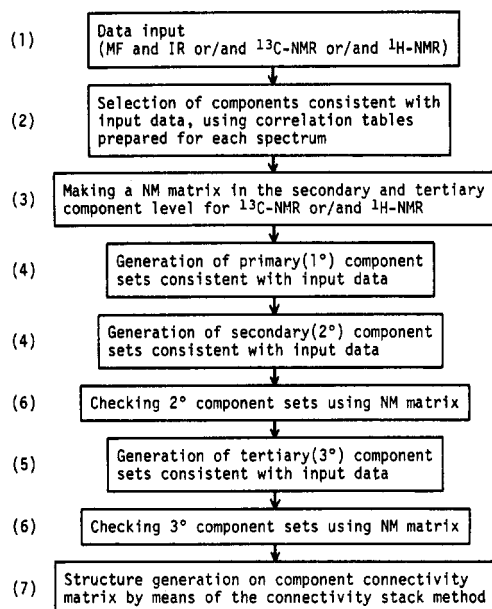 (1) Data input
(MF and IR or/and ¹³C-NMR or/and ¹H-NMR)
(2) Selection of components consistent with
input data, using correlation tables
prepared for each spectrum
(3) Making a NM matrix in the secondary and tertiary
component level for ¹³C-NMR or/and ¹H-NMR
(4) Generation of primary(1°) component
sets consistent with input data
(4) Generation of secondary(2°) component
sets consistent with input data
(6) Checking 2° component sets using NM matrix
(5) Generation of tertiary(3°) component
sets consistent with input data
(6) Checking 3° component sets using NM matrix
(7) Structure generation on component connectivity
matrix by means of the connectivity stack method